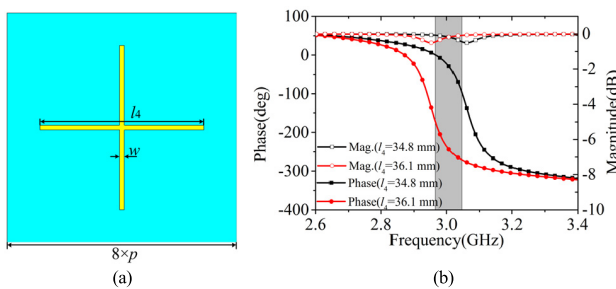 l4
w
8×p
(a)
100
50
0
-100
-200
-300
-400
Phase(deg)
0
-2
-4
-6
-8
-10
Magnitude(dB)
Mag.(l4=34.8 mm)
Mag.(l4=36.1 mm)
Phase(l4=34.8 mm)
Phase(l4=36.1 mm)
2.6 2.8 3.0 3.2 3.4
Frequency(GHz)
(b)